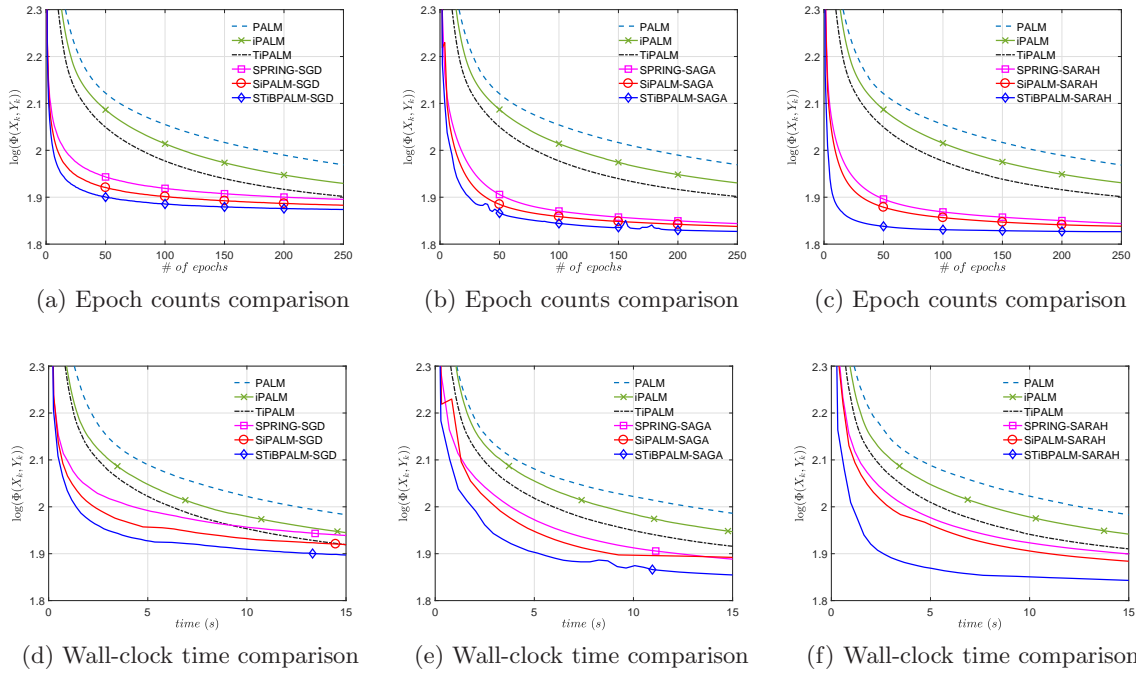 2.3
2.2
2.1
2
1.9
1.8
log(Φ(X_k, Y_k))
PALM
iPALM
TiPALM
SPRING-SGD
SiPALM-SGD
STiBPALM-SGD
0 50 100 150 200 250
# of epochs
(a) Epoch counts comparison
2.3
2.2
2.1
2
1.9
1.8
log(Φ(X_k, Y_k))
PALM
iPALM
TiPALM
SPRING-SAGA
SiPALM-SAGA
STiBPALM-SAGA
0 50 100 150 200 250
# of epochs
(b) Epoch counts comparison
2.3
2.2
2.1
2
1.9
1.8
log(Φ(X_k, Y_k))
PALM
iPALM
TiPALM
SPRING-SARAH
SiPALM-SARAH
STiBPALM-SARAH
0 50 100 150 200 250
# of epochs
(c) Epoch counts comparison
2.3
2.2
2.1
2
1.9
1.8
log(Φ(X_k, Y_k))
PALM
iPALM
TiPALM
SPRING-SGD
SiPALM-SGD
STiBPALM-SGD
0 5 10 15
time (s)
(d) Wall-clock time comparison
2.3
2.2
2.1
2
1.9
1.8
log(Φ(X_k, Y_k))
PALM
iPALM
TiPALM
SPRING-SAGA
SiPALM-SAGA
STiBPALM-SAGA
0 5 10 15
time (s)
(e) Wall-clock time comparison
2.3
2.2
2.1
2
1.9
1.8
log(Φ(X_k, Y_k))
PALM
iPALM
TiPALM
SPRING-SARAH
SiPALM-SARAH
STiBPALM-SARAH
0 5 10 15
time (s)
(f) Wall-clock time comparison